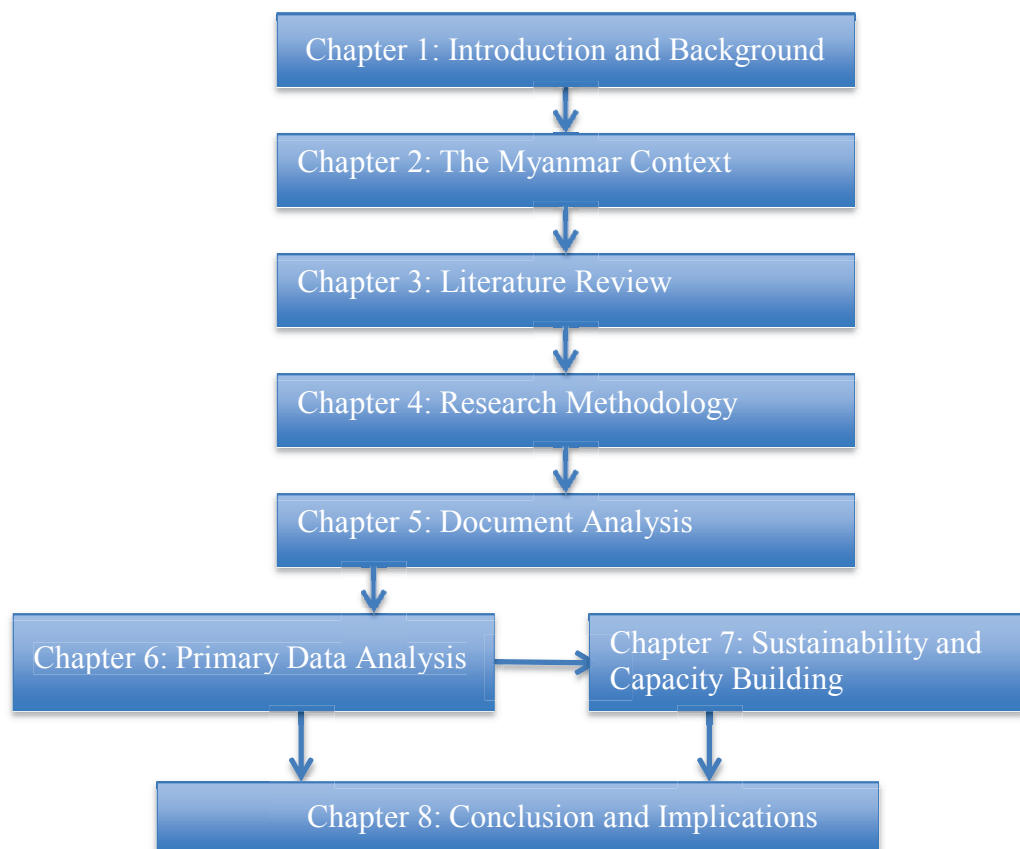 Chapter 1: Introduction and Background
Chapter 2: The Myanmar Context
Chapter 3: Literature Review
Chapter 4: Research Methodology
Chapter 5: Document Analysis
Chapter 6: Primary Data Analysis
Chapter 7: Sustainability and
Capacity Building
Chapter 8: Conclusion and Implications